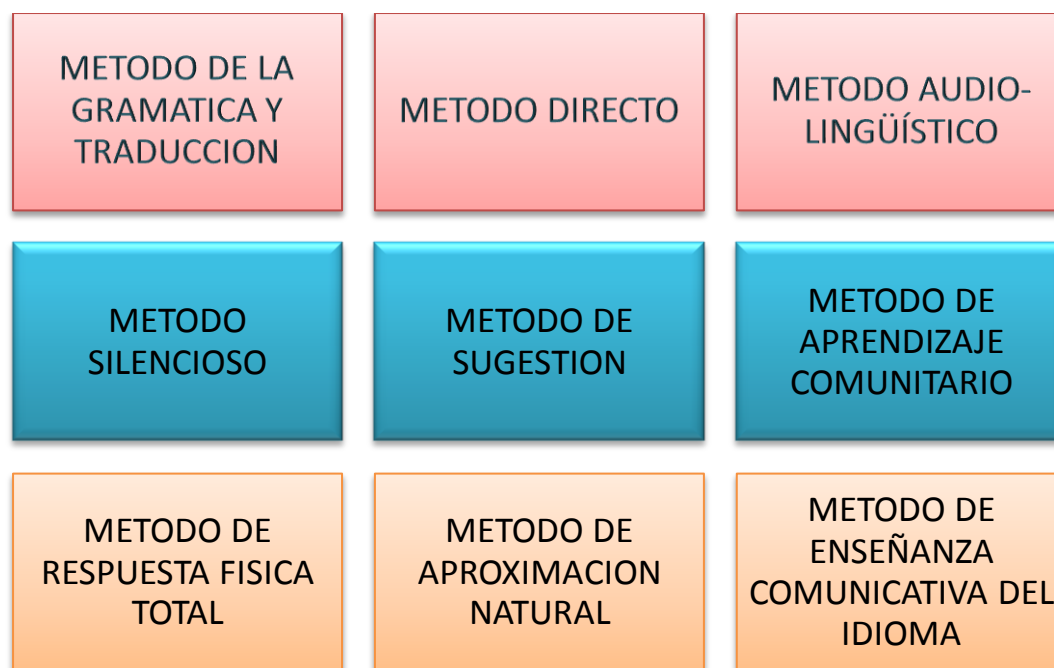 METODO DE LA
GRAMATICA Y
TRADUCCION
METODO DIRECTO
METODO AUDIO-
LINGÜÍSTICO
METODO
SILENCIOSO
METODO DE
SUGESTION
METODO DE
APRENDIZAJE
COMUNITARIO
METODO DE
RESPUESTA FISICA
TOTAL
METODO DE
APROXIMACION
NATURAL
METODO DE
ENSEÑANZA
COMUNICATIVA DEL
IDIOMA